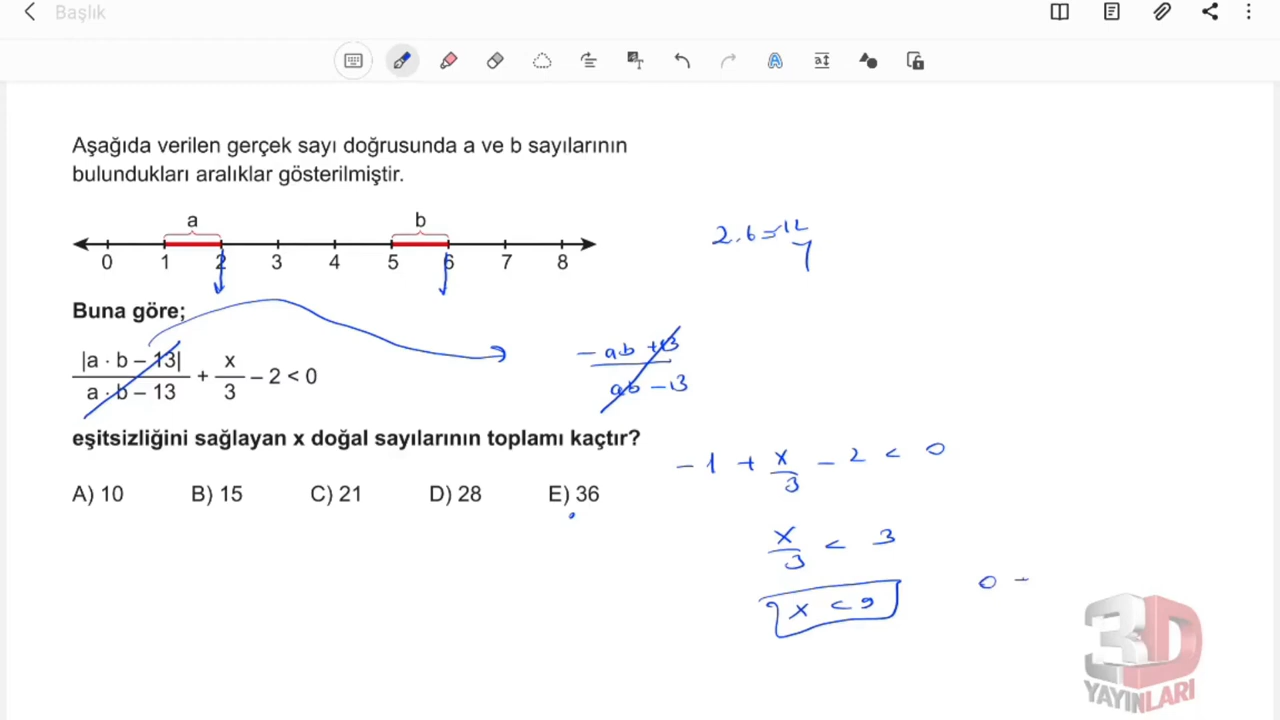 Başlık
Aşağıda verilen gerçek sayı doğrusunda a ve b sayılarının
bulundukları aralıklar gösterilmiştir.
a b
0 1 2 3 4 5 6 7 8
2.6=12
Buna göre;
|a · b – 13|
a · b – 13
+ x/3 – 2 < 0
- ab + 13
ab - 13
eşitsizliğini sağlayan x doğal sayılarının toplamı kaçtır?
A) 10 B) 15 C) 21 D) 28 E) 36
-1 + x/3 - 2 < 0
x/3 < 3
x < 9
0 -
3D
YAYINLARI